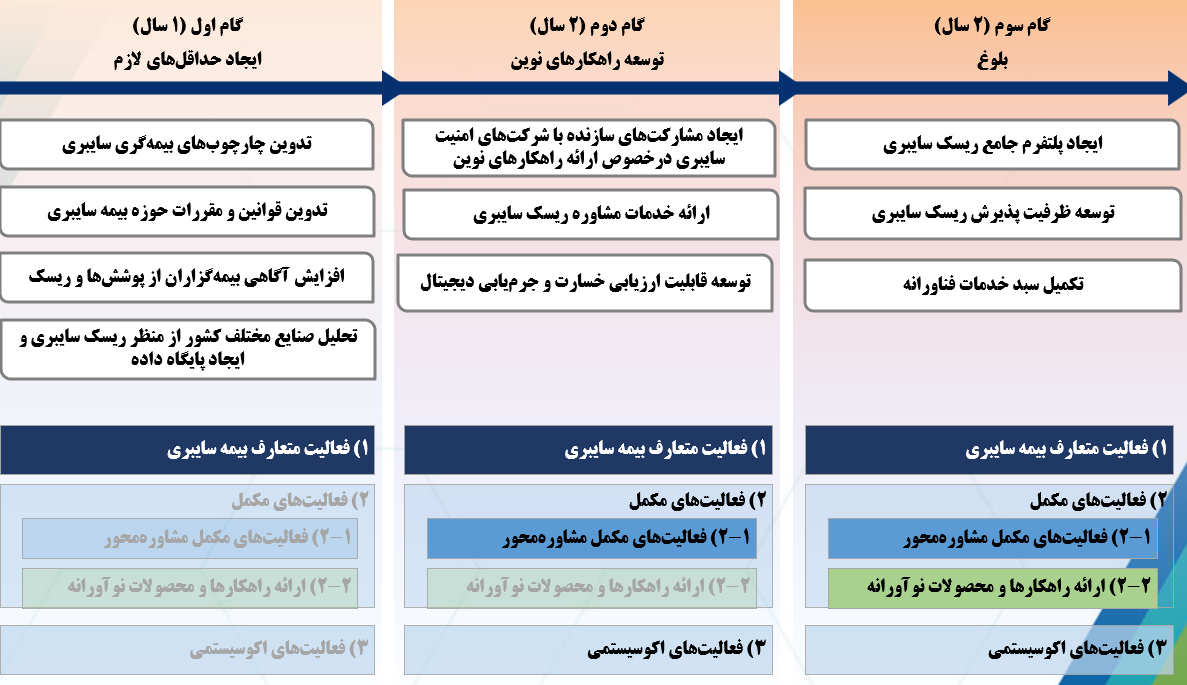 گام اول (۱ سال)
ایجاد حداقل‌های لازم
تدوین چارچوب‌های بیمه‌گری سایبری
تدوین قوانین و مقررات حوزه بیمه سایبری
افزایش آگاهی بیمه‌گزاران از پوشش‌ها و ریسک
تحلیل صنایع مختلف کشور از منظر ریسک سایبری و
ایجاد پایگاه داده
۱) فعالیت متعارف بیمه سایبری
۲) فعالیت‌های مکمل
۲-۱) فعالیت‌های مکمل مشاوره‌محور
۲-۲) ارائه راهکارها و محصولات نوآورانه
۳) فعالیت‌های اکوسیستمی
گام دوم (۲ سال)
توسعه راهکارهای نوین
ایجاد مشارکت‌های سازنده با شرکت‌های امنیت
سایبری درخصوص ارائه راهکارهای نوین
ارائه خدمات مشاوره ریسک سایبری
توسعه قابلیت ارزیابی خسارت و جرم‌یابی دیجیتال
۱) فعالیت متعارف بیمه سایبری
۲) فعالیت‌های مکمل
۲-۱) فعالیت‌های مکمل مشاوره‌محور
۲-۲) ارائه راهکارها و محصولات نوآورانه
۳) فعالیت‌های اکوسیستمی
گام سوم (۲ سال)
بلوغ
ایجاد پلتفرم جامع ریسک سایبری
توسعه ظرفیت پذیرش ریسک سایبری
تکمیل سبد خدمات فناورانه
۱) فعالیت متعارف بیمه سایبری
۲) فعالیت‌های مکمل
۲-۱) فعالیت‌های مکمل مشاوره‌محور
۲-۲) ارائه راهکارها و محصولات نوآورانه
۳) فعالیت‌های اکوسیستمی